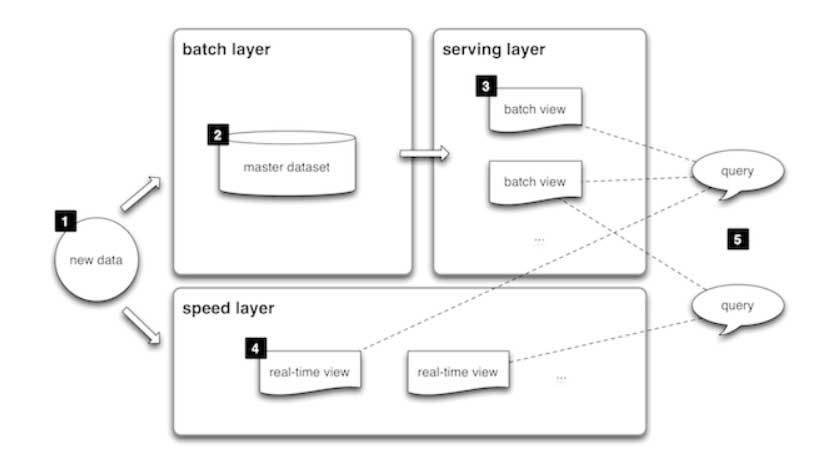 batch layer
serving layer
3
batch view
2
master dataset
batch view
query
1
new data
...
5
speed layer
query
4
real-time view
real-time view
...